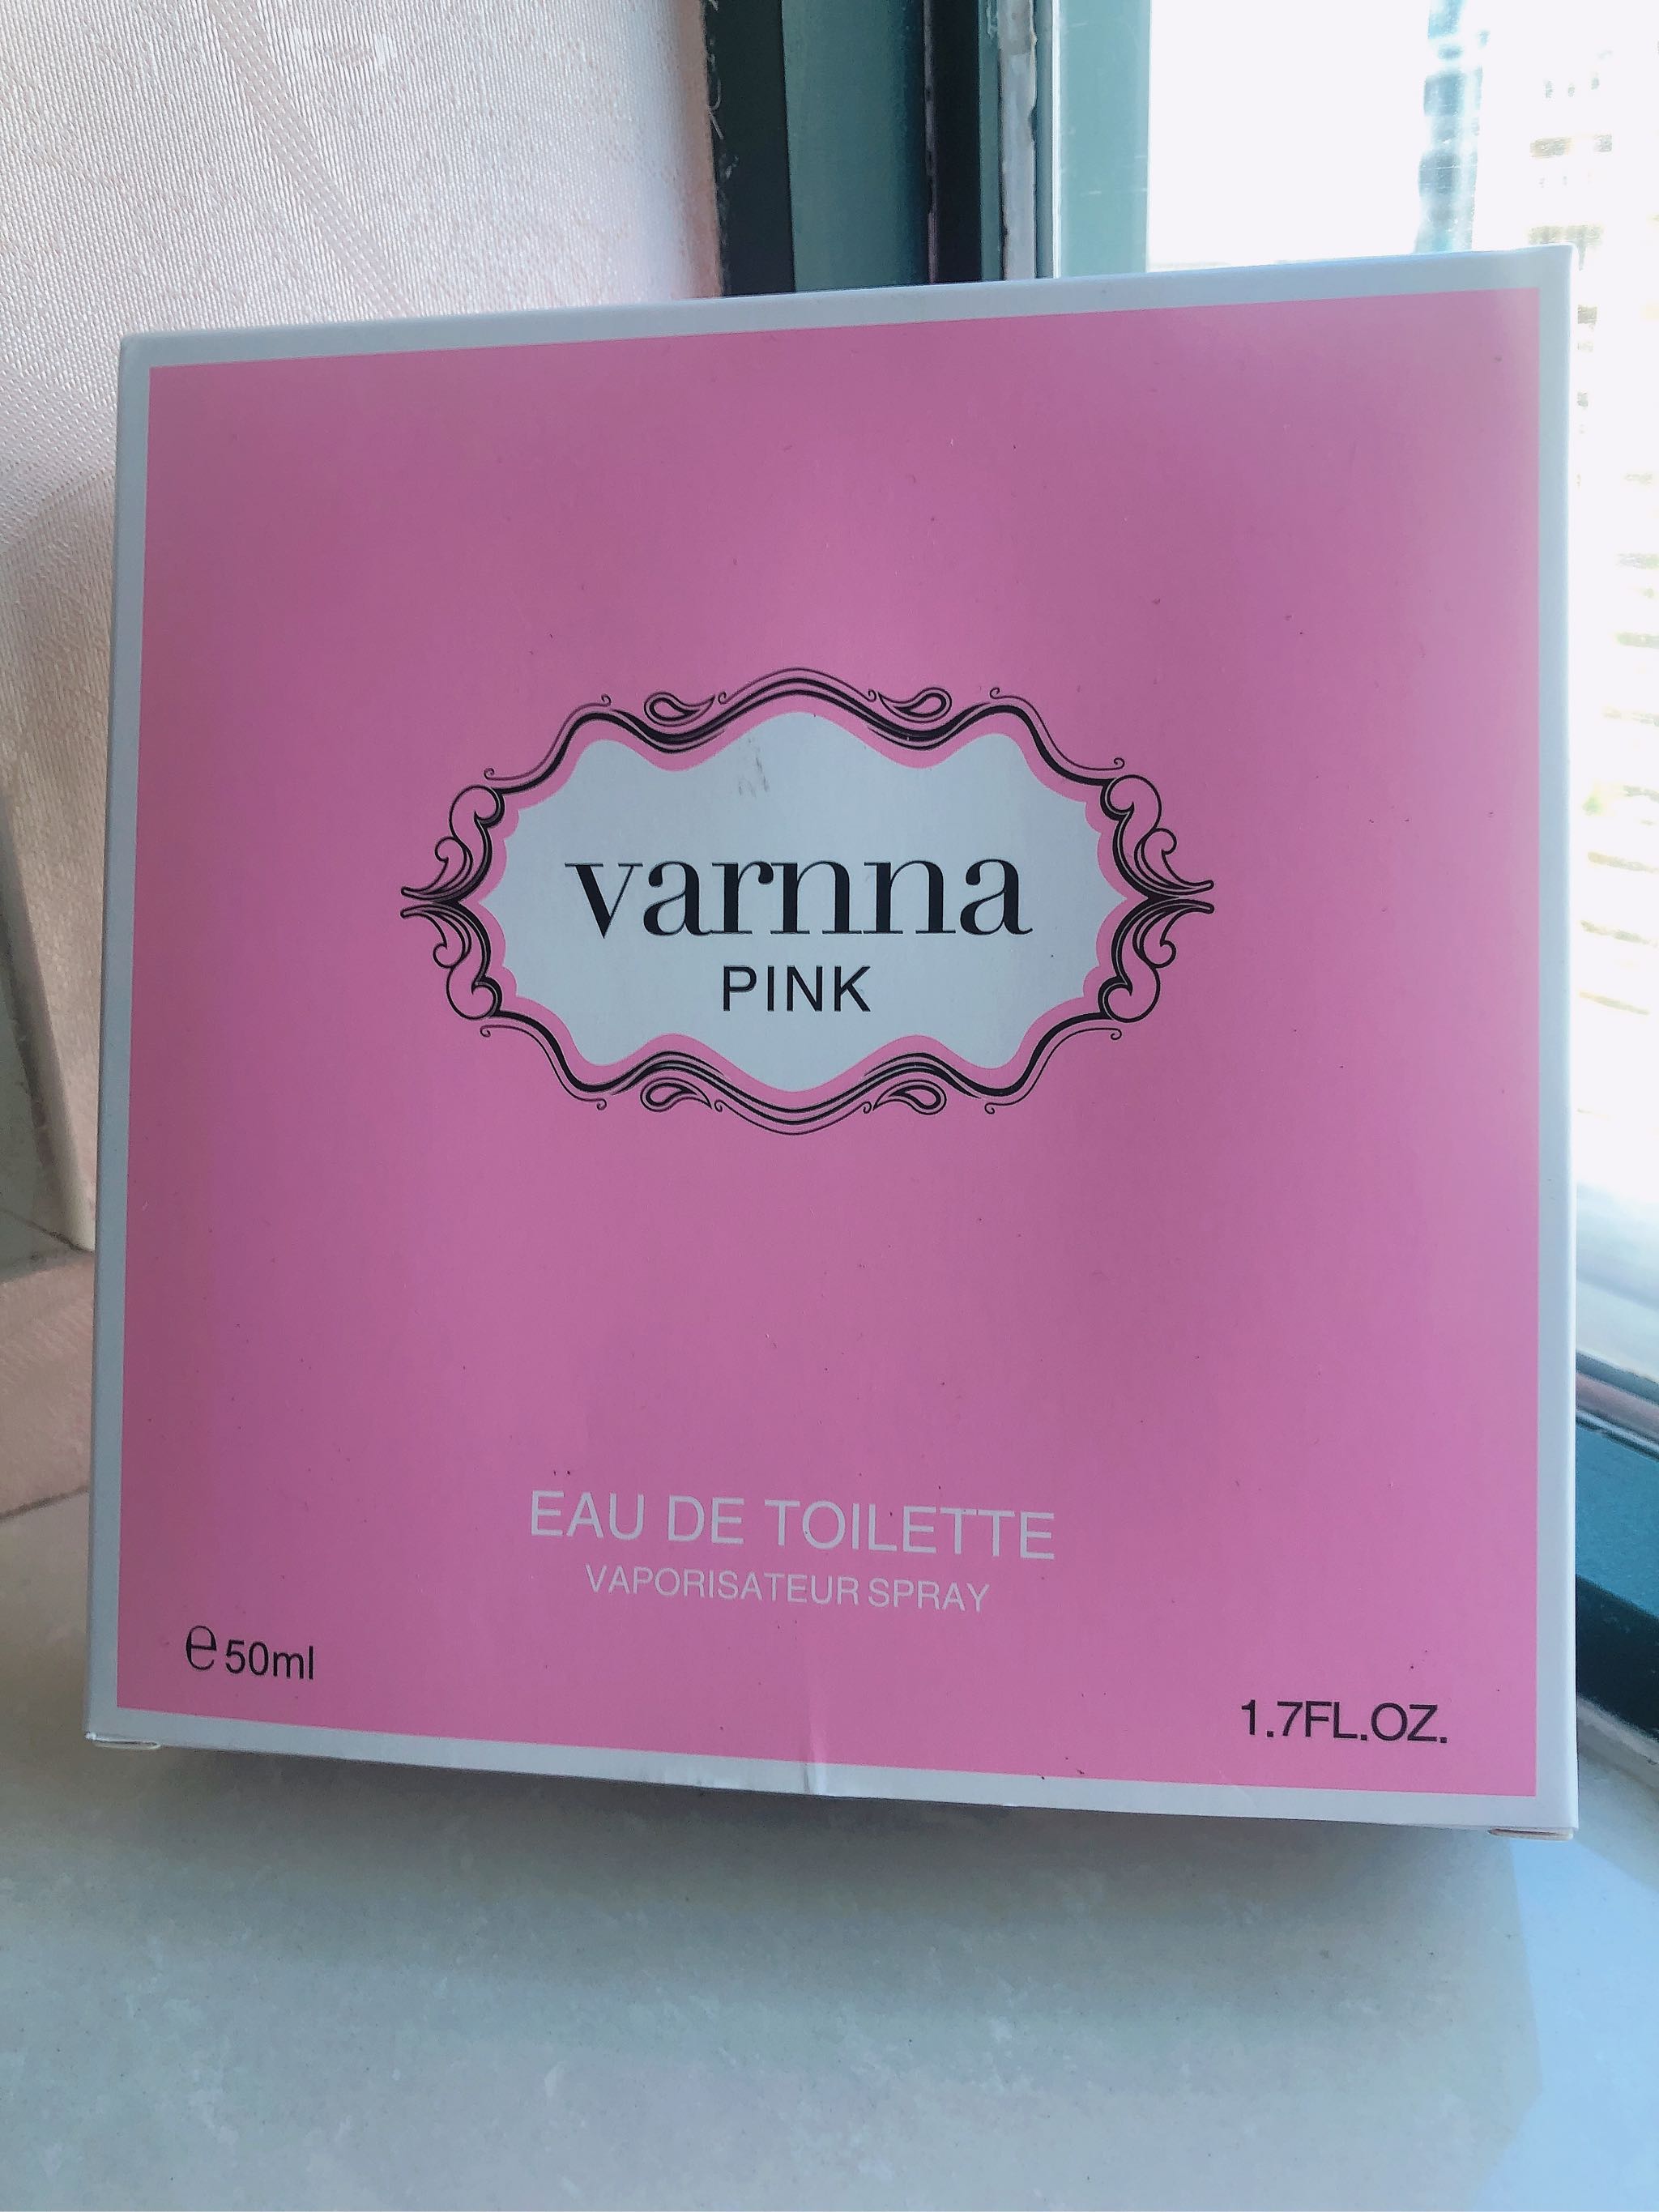 varnna
PINK
EAU DE TOILETTE
VAPORISATEUR SPRAY
e 50ml
1.7FL.OZ.